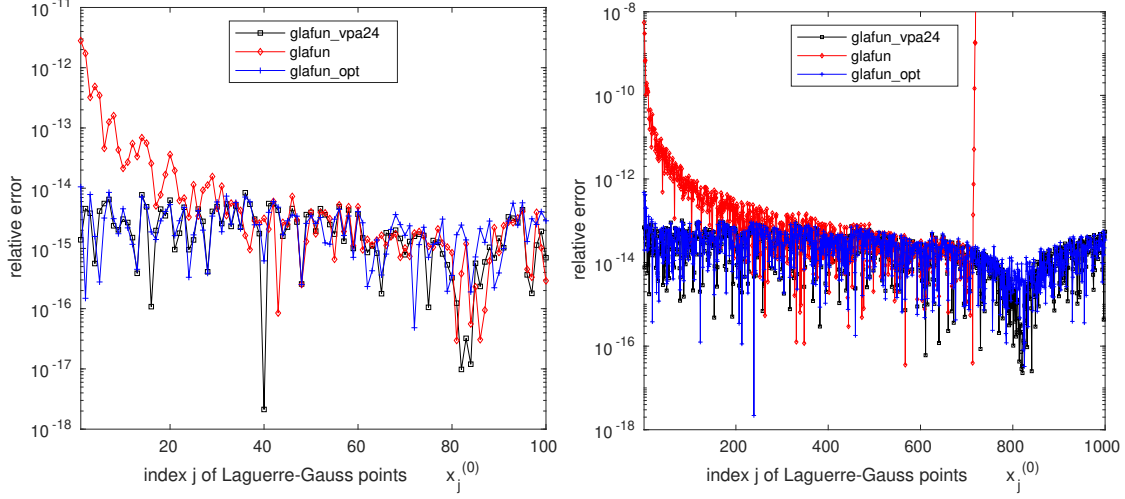 10^-11
10^-12
10^-13
10^-14
10^-15
10^-16
10^-17
10^-18
relative error
glafun_vpa24
glafun
glafun_opt
20
40
60
80
100
index j of Laguerre-Gauss points x_j^(0)
10^-8
10^-10
10^-12
10^-14
10^-16
10^-18
relative error
glafun_vpa24
glafun
glafun_opt
200
400
600
800
1000
index j of Laguerre-Gauss points x_j^(0)